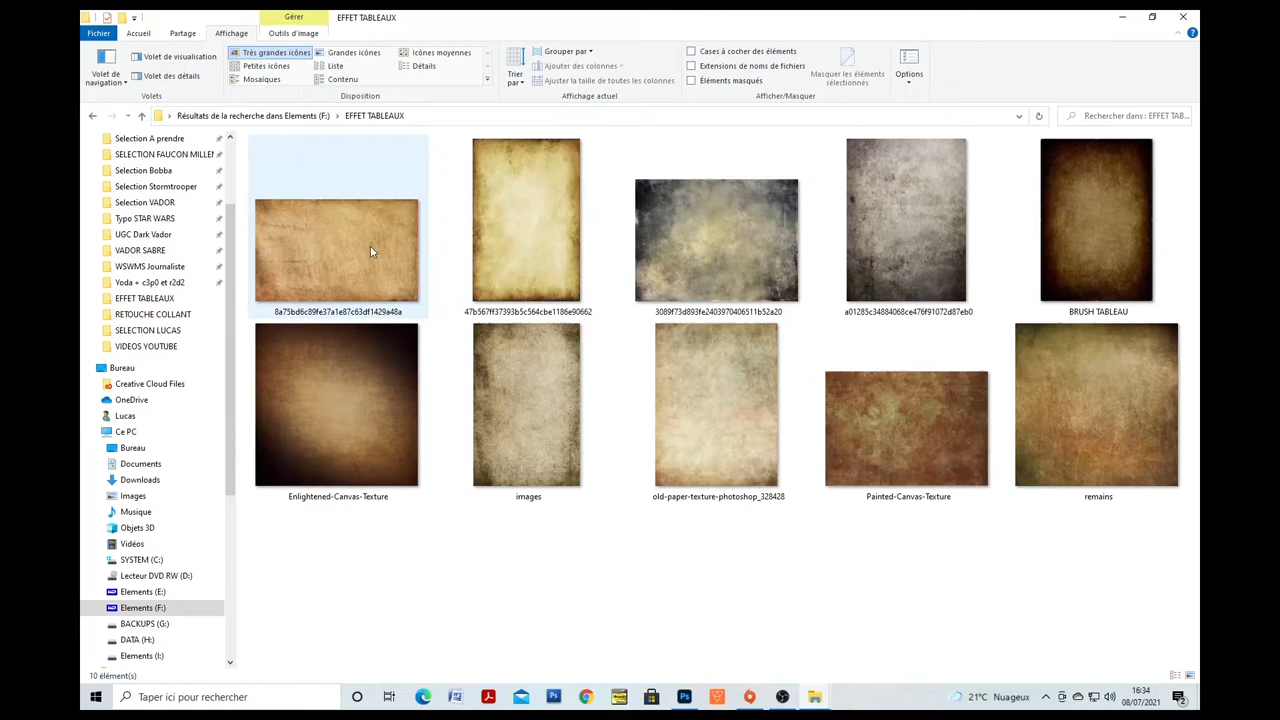 Gérer
EFFET TABLEAUX
Fichier
Accueil
Partage
Affichage
Outils d'image
Volet de navigation
Volet de visualisation
Volet des détails
Volets
Très grandes icônes
Grandes icônes
Icônes moyennes
Petites icônes
Liste
Détails
Mosaïques
Contenu
Disposition
Trier par
Grouper par
Ajouter des colonnes
Ajuster la taille de toutes les colonnes
Affichage actuel
Cases à cocher des éléments
Extensions de noms de fichiers
Éléments masqués
Masquer les éléments sélectionnés
Afficher/Masquer
Options
Résultats de la recherche dans Elements (F:)
EFFET TABLEAUX
Rechercher dans : EFFET TAB...
Selection A prendre
SELECTION FAUCON MILLEN
Selection Bobba
Selection Stormtrooper
Selection VADOR
Typo STAR WARS
UGC Dark Vador
VADOR SABRE
WSWMS Journaliste
Yoda + c3p0 et r2d2
EFFET TABLEAUX
RETOUCHE COLLANT
SELECTION LUCAS
VIDEOS YOUTUBE
Bureau
Creative Cloud Files
OneDrive
Lucas
Ce PC
Bureau
Documents
Downloads
Images
Musique
Objets 3D
Vidéos
SYSTEM (C:)
Lecteur DVD RW (D:)
Elements (E:)
Elements (F:)
BACKUPS (G:)
DATA (H:)
Elements (I:)
8a75bd6c89fe37a1e87c63df1429a48a
47b567ff37393b5c564cbe1186e90662
3089f73d893fe2403970406511b52a20
a01285c34884068ce476f91072d87eb0
BRUSH TABLEAU
Enlightened-Canvas-Texture
images
old-paper-texture-photoshop_328428
Painted-Canvas-Texture
remains
10 élément(s)
Taper ici pour rechercher
21°C Nuageux
16:34
08/07/2021